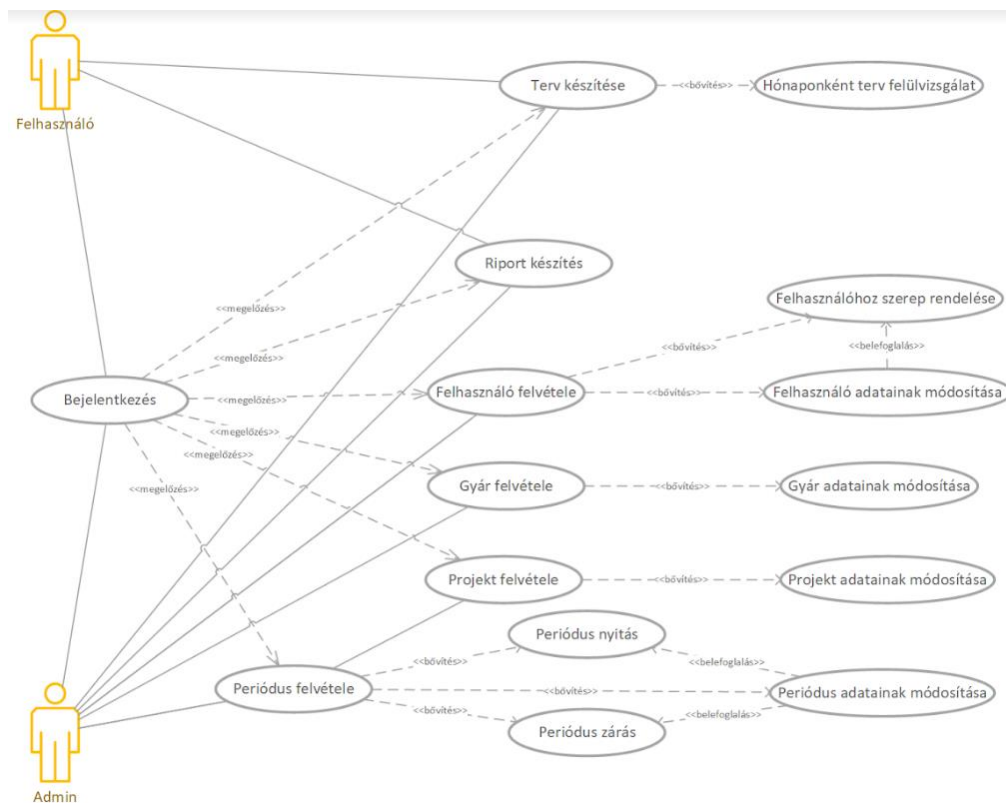 Felhasználó
Terv készítése
<<bővítés>>
Hónaponként terv felülvizsgálat
Riport készítés
<<megelőzés>>
Felhasználóhoz szerep rendelése
<<bővítés>>
<<belefoglalás>>
<<megelőzés>>
Bejelentkezés
<<megelőzés>>
Felhasználó felvétele
<<bővítés>>
Felhasználó adatainak módosítása
<<megelőzés>>
<<megelőzés>>
<<megelőzés>>
Gyár felvétele
<<bővítés>>
Gyár adatainak módosítása
Projekt felvétele
<<bővítés>>
Projekt adatainak módosítása
Periódus nyitás
<<bővítés>>
<<belefoglalás>>
Periódus felvétele
<<bővítés>>
Periódus adatainak módosítása
<<bővítés>>
<<belefoglalás>>
Periódus zárás
Admin